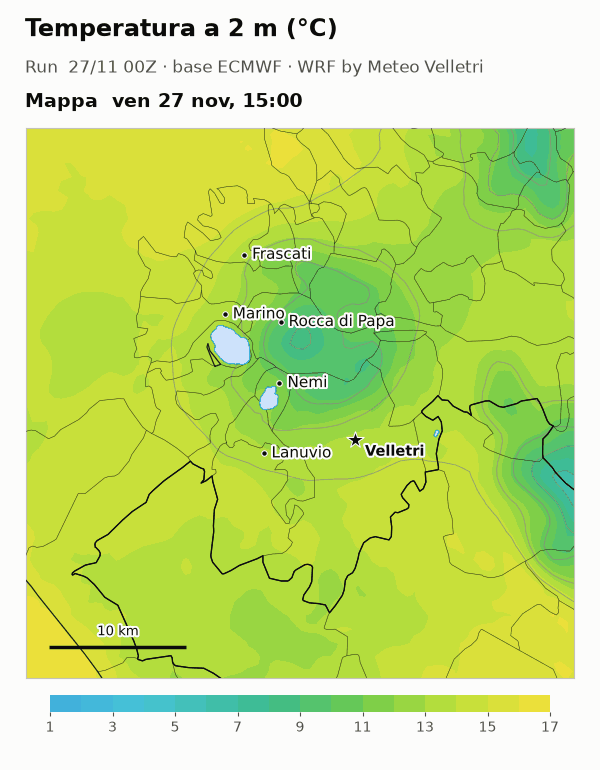 Temperatura a 2 m (°C)
Run  27/11 00Z · base ECMWF · WRF by Meteo Velletri
Mappa  ven 27 nov, 15:00
Frascati
Marino
Rocca di Papa
Nemi
Velletri
Lanuvio
10 km
1 3 5 7 9 11 13 15 17